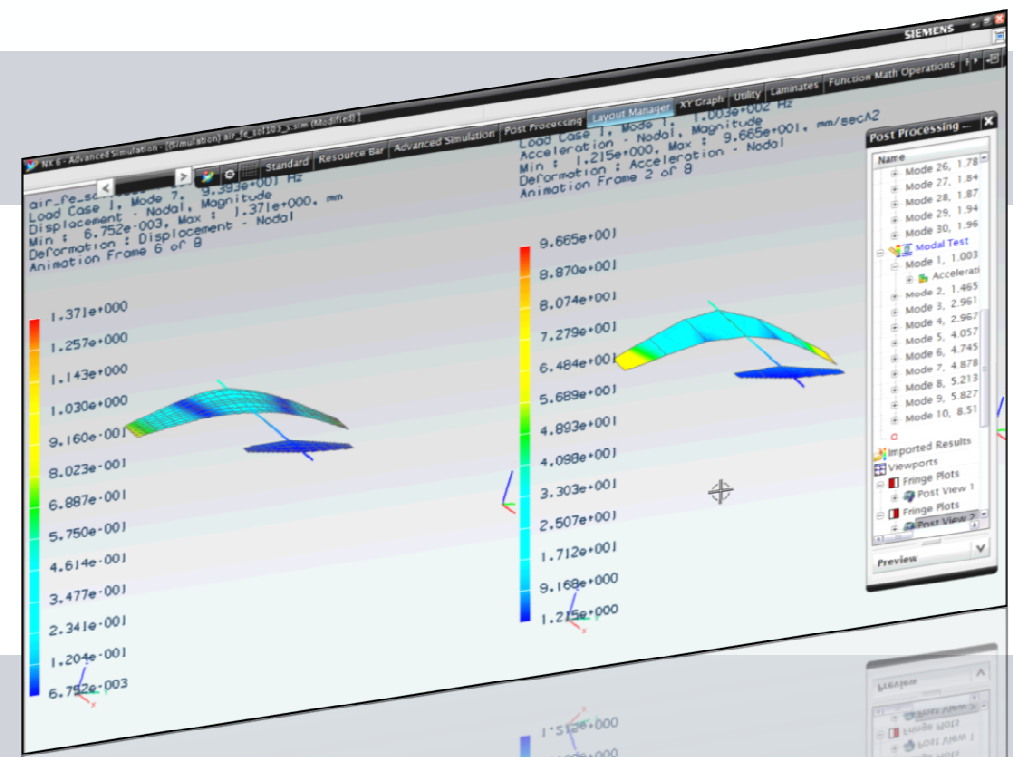 SIEMENS
NX 6 - Advanced Simulation - [(Simulation) air_fe_sol103_s.sim (Modified) ]
Standard Resource Bar Advanced Simulation Post Processing Layout Manager XY Graph Utility Laminates Function Math Operations
Load Case 1, Mode 7, 9.393e+001 Hz
Displacement - Nodal, Magnitude
Min : 6.752e-003, Max : 1.371e+000, mm
Deformation : Displacement - Nodal
Animation Frame 6 of 8
1.371e+000
1.257e+000
1.143e+000
1.030e+000
9.160e-001
8.023e-001
6.887e-001
5.750e-001
4.614e-001
3.477e-001
2.341e-001
1.204e-001
6.752e-003
Load Case 1, Mode 1, 1.003e+002 Hz
Acceleration - Nodal, Magnitude
Min : 1.215e+000, Max : 9.665e+001, mm/sec^2
Deformation : Acceleration - Nodal
Animation Frame 2 of 8
9.665e+001
8.870e+001
8.074e+001
7.279e+001
6.484e+001
5.689e+001
4.893e+001
4.098e+001
3.303e+001
2.507e+001
1.712e+001
9.168e+000
1.215e+000
Post Processing ...
Name
Mode 26, 1.78
Mode 27, 1.84
Mode 28, 1.87
Mode 29, 1.94
Mode 30, 1.96
Modal Test
Mode 1, 1.003
Accelerati
Mode 2, 1.465
Mode 3, 2.961
Mode 4, 2.967
Mode 5, 4.057
Mode 6, 4.745
Mode 7, 4.878
Mode 8, 5.213
Mode 9, 5.827
Mode 10, 8.51
Imported Results
Viewports
Fringe Plots
Post View 1
Fringe Plots
Post View 2
Preview